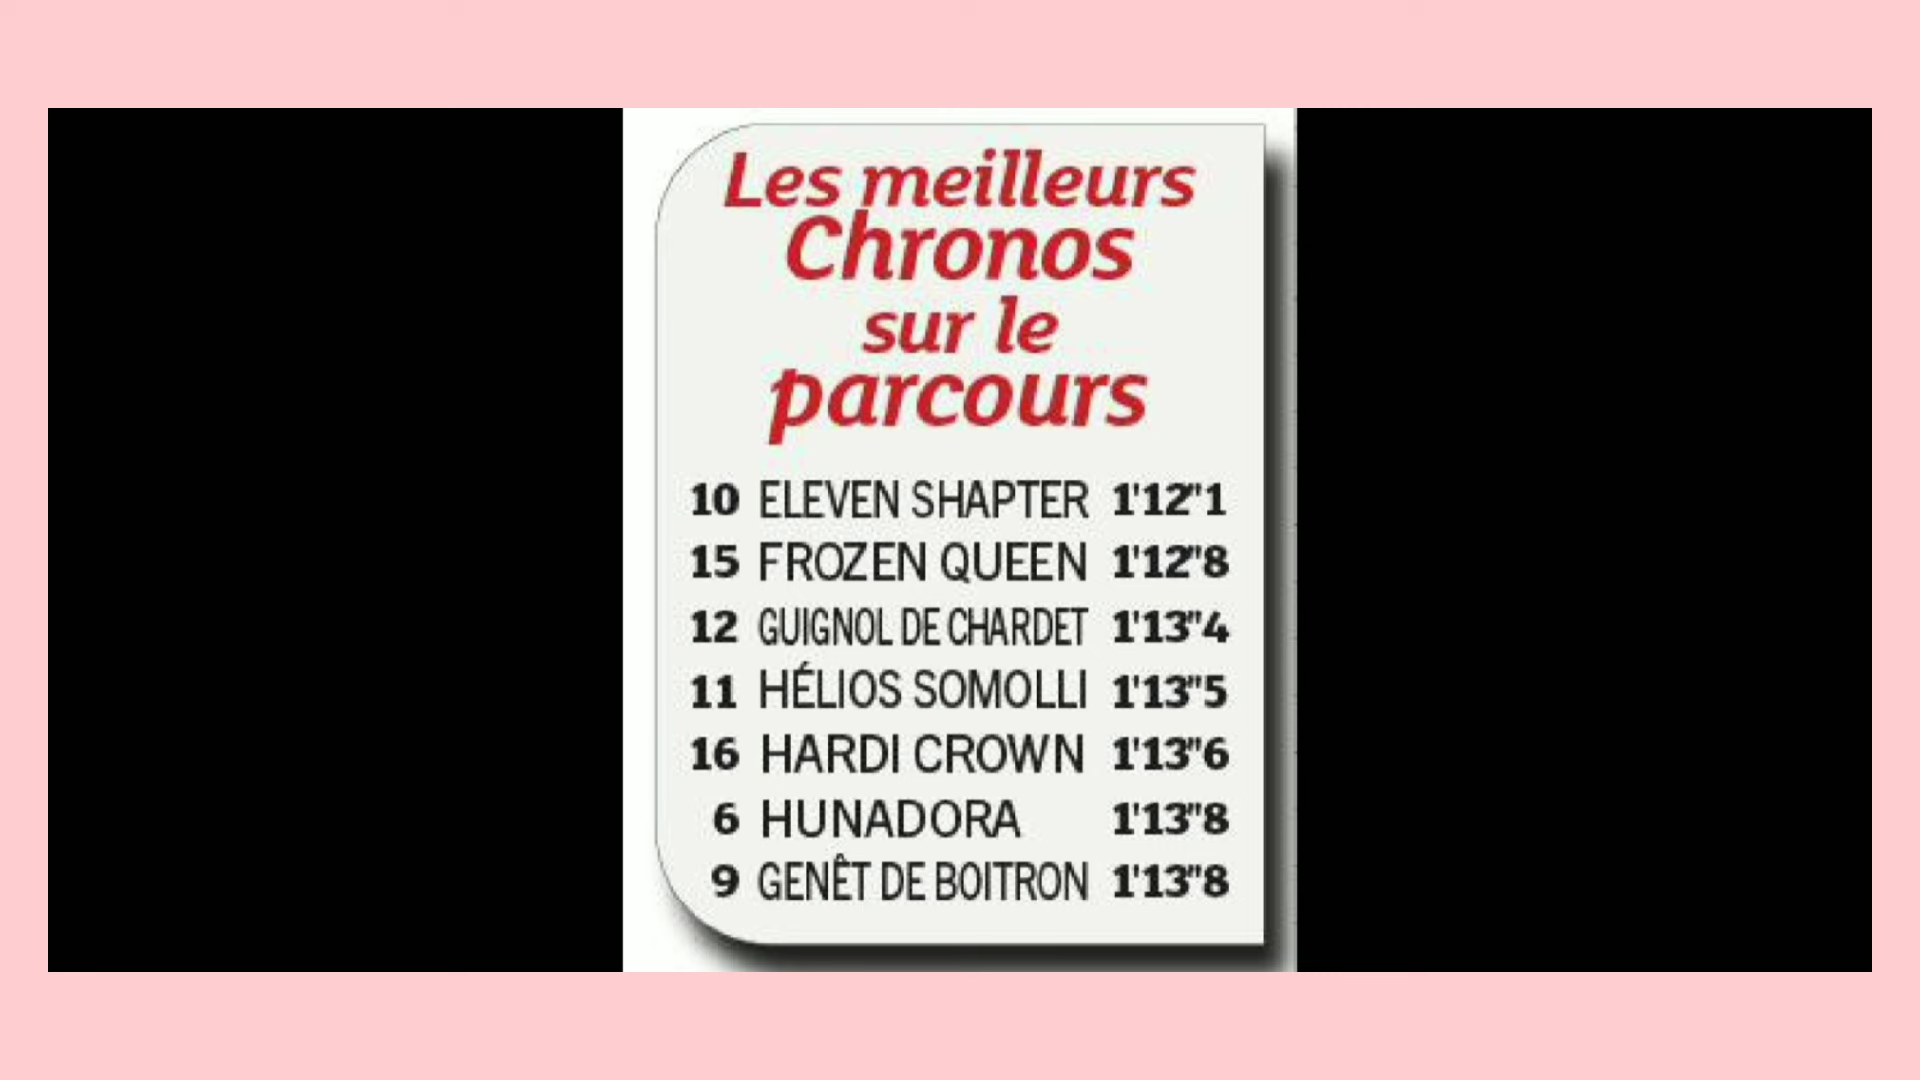 Les meilleurs
Chronos
sur le
parcours
10 ELEVEN SHAPTER 1'12"1
15 FROZEN QUEEN 1'12"8
12 GUIGNOL DE CHARDET 1'13"4
11 HÉLIOS SOMOLLI 1'13"5
16 HARDI CROWN 1'13"6
6 HUNADORA 1'13"8
9 GENÊT DE BOITRON 1'13"8